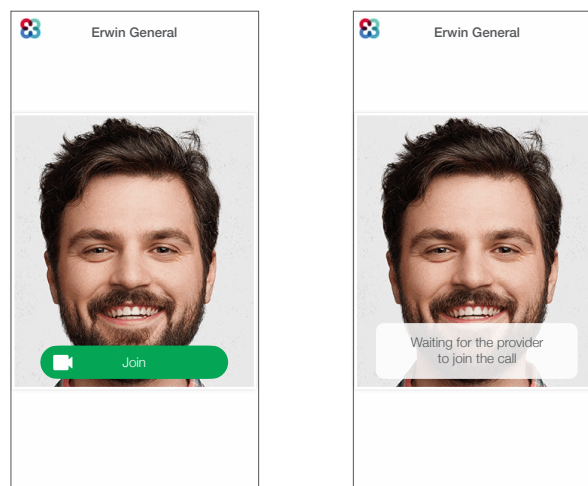 Erwin General
Join
Erwin General
Waiting for the provider
to join the call